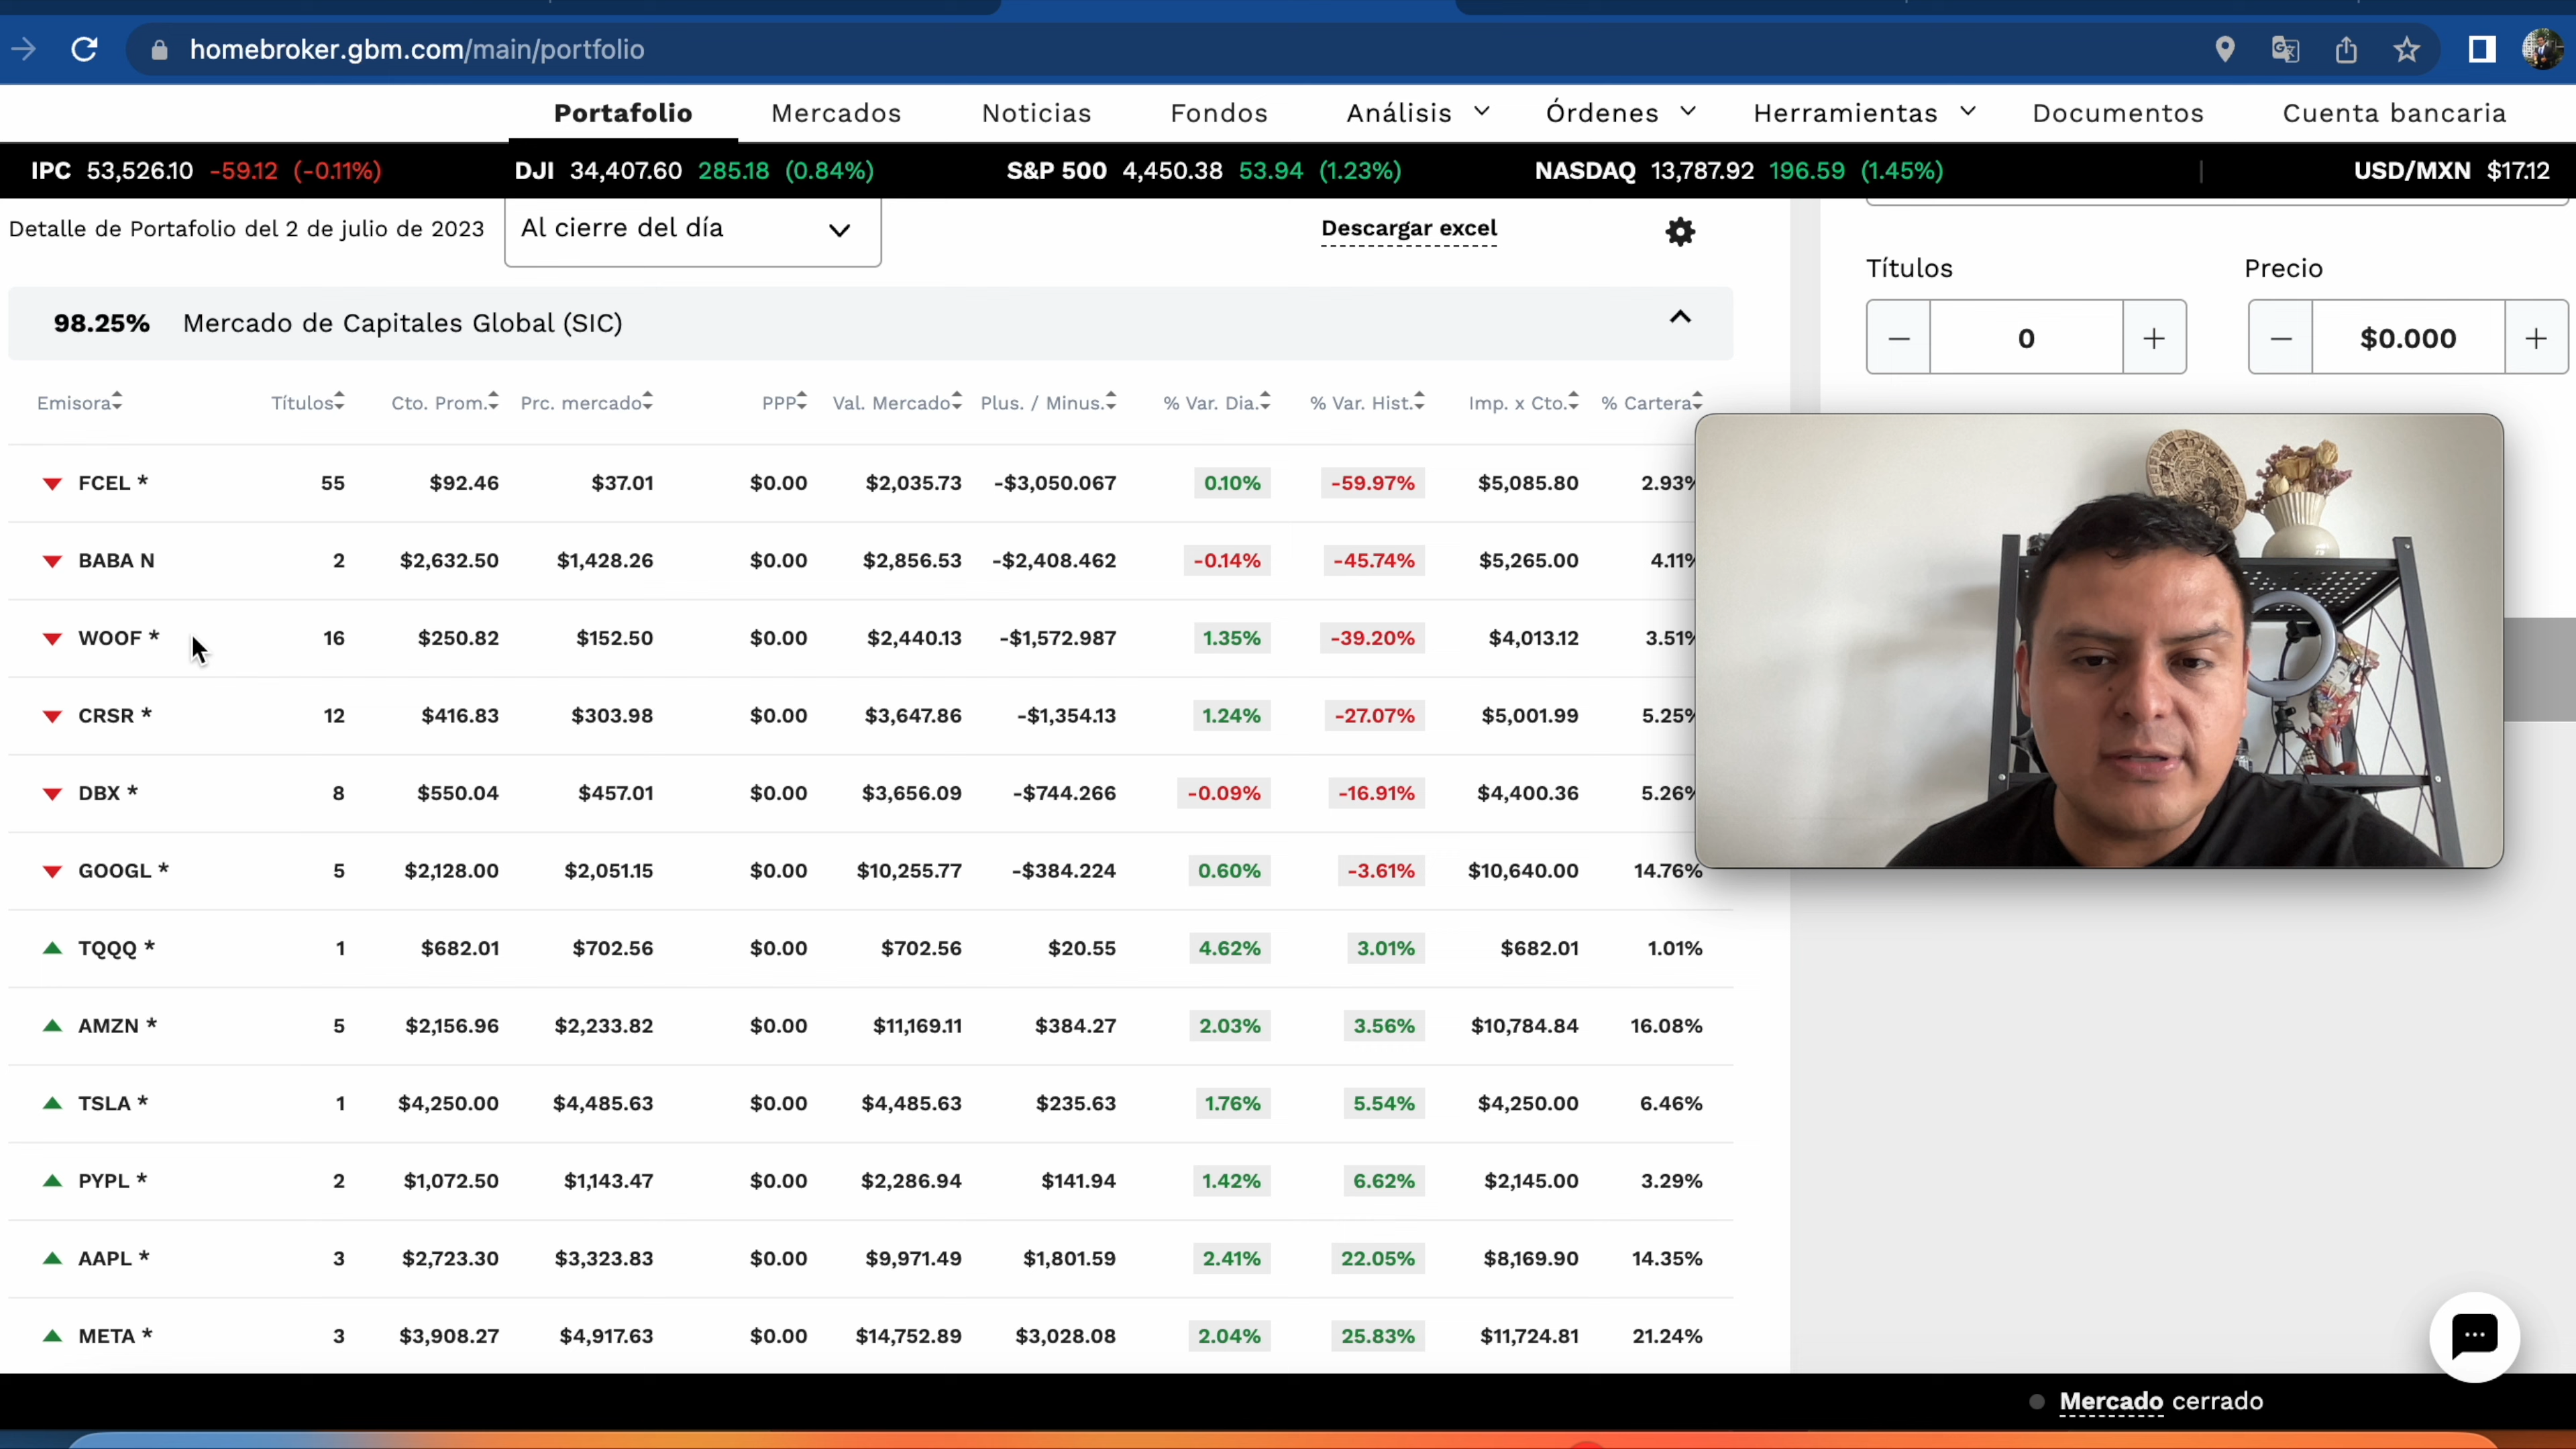 homebroker.gbm.com/main/portfolio
Portafolio Mercados Noticias Fondos Análisis Órdenes Herramientas Documentos Cuenta bancaria
IPC 53,526.10 -59.12 (-0.11%) DJI 34,407.60 285.18 (0.84%) S&P 500 4,450.38 53.94 (1.23%) NASDAQ 13,787.92 196.59 (1.45%) | USD/MXN $17.12
Detalle de Portafolio del 2 de julio de 2023 Al cierre del día Descargar excel
Títulos Precio
— 0 + — $0.000 +
98.25% Mercado de Capitales Global (SIC)
Emisora Títulos Cto. Prom. Prc. mercado PPP Val. Mercado Plus. / Minus. % Var. Dia. % Var. Hist. Imp. x Cto. % Cartera
FCEL * 55 $92.46 $37.01 $0.00 $2,035.73 -$3,050.067 0.10% -59.97% $5,085.80 2.93%
BABA N 2 $2,632.50 $1,428.26 $0.00 $2,856.53 -$2,408.462 -0.14% -45.74% $5,265.00 4.11%
WOOF * 16 $250.82 $152.50 $0.00 $2,440.13 -$1,572.987 1.35% -39.20% $4,013.12 3.51%
CRSR * 12 $416.83 $303.98 $0.00 $3,647.86 -$1,354.13 1.24% -27.07% $5,001.99 5.25%
DBX * 8 $550.04 $457.01 $0.00 $3,656.09 -$744.266 -0.09% -16.91% $4,400.36 5.26%
GOOGL * 5 $2,128.00 $2,051.15 $0.00 $10,255.77 -$384.224 0.60% -3.61% $10,640.00 14.76%
TQQQ * 1 $682.01 $702.56 $0.00 $702.56 $20.55 4.62% 3.01% $682.01 1.01%
AMZN * 5 $2,156.96 $2,233.82 $0.00 $11,169.11 $384.27 2.03% 3.56% $10,784.84 16.08%
TSLA * 1 $4,250.00 $4,485.63 $0.00 $4,485.63 $235.63 1.76% 5.54% $4,250.00 6.46%
PYPL * 2 $1,072.50 $1,143.47 $0.00 $2,286.94 $141.94 1.42% 6.62% $2,145.00 3.29%
AAPL * 3 $2,723.30 $3,323.83 $0.00 $9,971.49 $1,801.59 2.41% 22.05% $8,169.90 14.35%
META * 3 $3,908.27 $4,917.63 $0.00 $14,752.89 $3,028.08 2.04% 25.83% $11,724.81 21.24%
Mercado cerrado